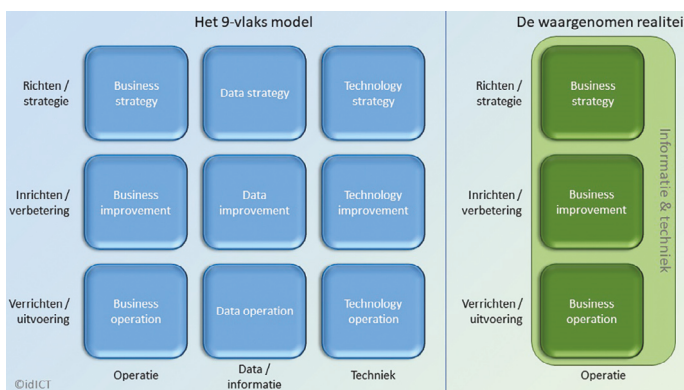 Het 9-vlaks model
Richten /
strategie
Business
strategy
Data strategy
Technology
strategy
Inrichten /
verbetering
Business
improvement
Data
improvement
Technology
improvement
Verrichten /
uitvoering
Business
operation
Data operation
Technology
operation
Operatie
Data /
informatie
Techniek
©idICT
De waargenomen realitei
Richten /
strategie
Business
strategy
Inrichten /
verbetering
Business
improvement
Verrichten /
uitvoering
Business
operation
Informatie & techniek
Operatie